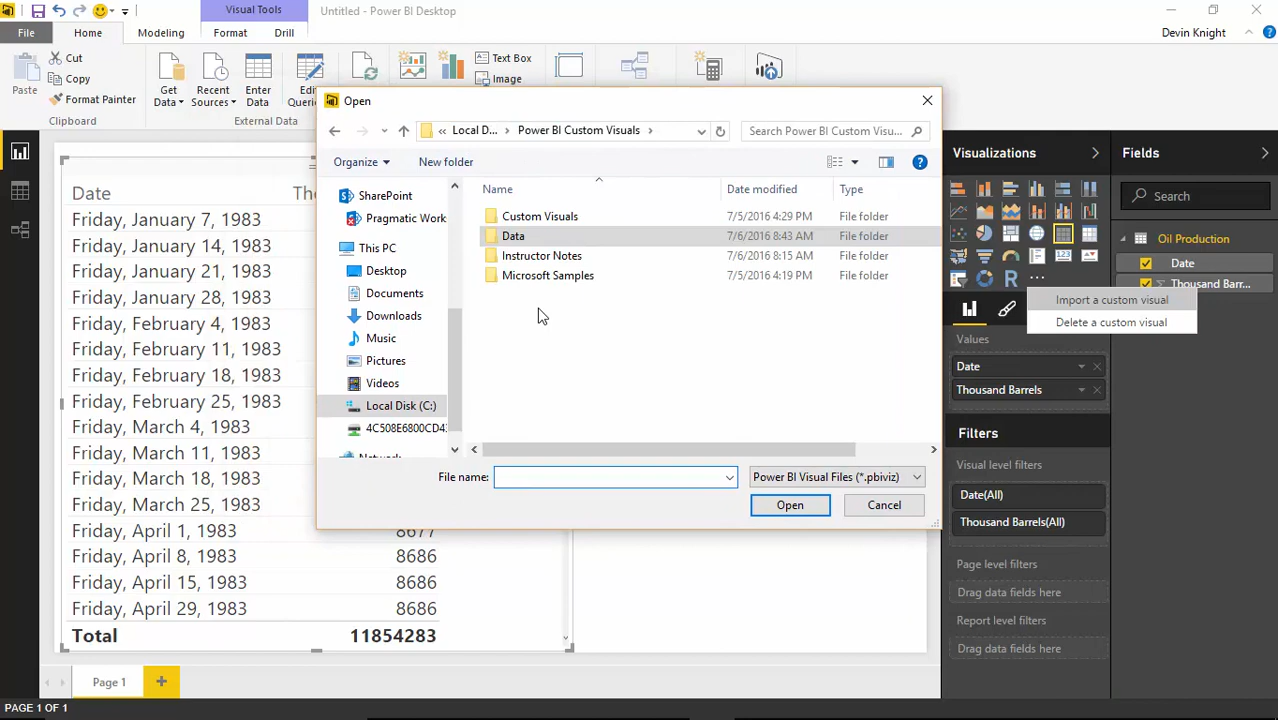 Visual Tools
Untitled - Power BI Desktop
File
Home
Modeling
Format
Drill
Devin Knight
Paste
Cut
Copy
Format Painter
Clipboard
Get
Data
Recent
Sources
Enter
Data
Edit
Queries
External Data
Text Box
Image
Open
Local D...
Power BI Custom Visuals
Search Power BI Custom Visu...
Organize
New folder
SharePoint
Pragmatic Work
This PC
Desktop
Documents
Downloads
Music
Pictures
Videos
Local Disk (C:)
4C508E6800CD4
Network
Name
Date modified
Type
Custom Visuals
7/5/2016 4:29 PM
File folder
Data
7/6/2016 8:43 AM
File folder
Instructor Notes
7/6/2016 8:15 AM
File folder
Microsoft Samples
7/5/2016 4:19 PM
File folder
File name:
Power BI Visual Files (*.pbiviz)
Open
Cancel
Date
Friday, January 7, 1983
Friday, January 14, 1983
Friday, January 21, 1983
Friday, January 28, 1983
Friday, February 4, 1983
Friday, February 11, 1983
Friday, February 18, 1983
Friday, February 25, 1983
Friday, March 4, 1983
Friday, March 11, 1983
Friday, March 18, 1983
Friday, March 25, 1983
Friday, April 1, 1983 8677
Friday, April 8, 1983 8686
Friday, April 15, 1983 8686
Friday, April 29, 1983 8686
Total 11854283
Visualizations
R
Import a custom visual
Delete a custom visual
Values
Date
Thousand Barrels
Filters
Visual level filters
Date(All)
Thousand Barrels(All)
Page level filters
Drag data fields here
Report level filters
Drag data fields here
Fields
Search
Oil Production
Date
Thousand Barr...
Page 1
PAGE 1 OF 1